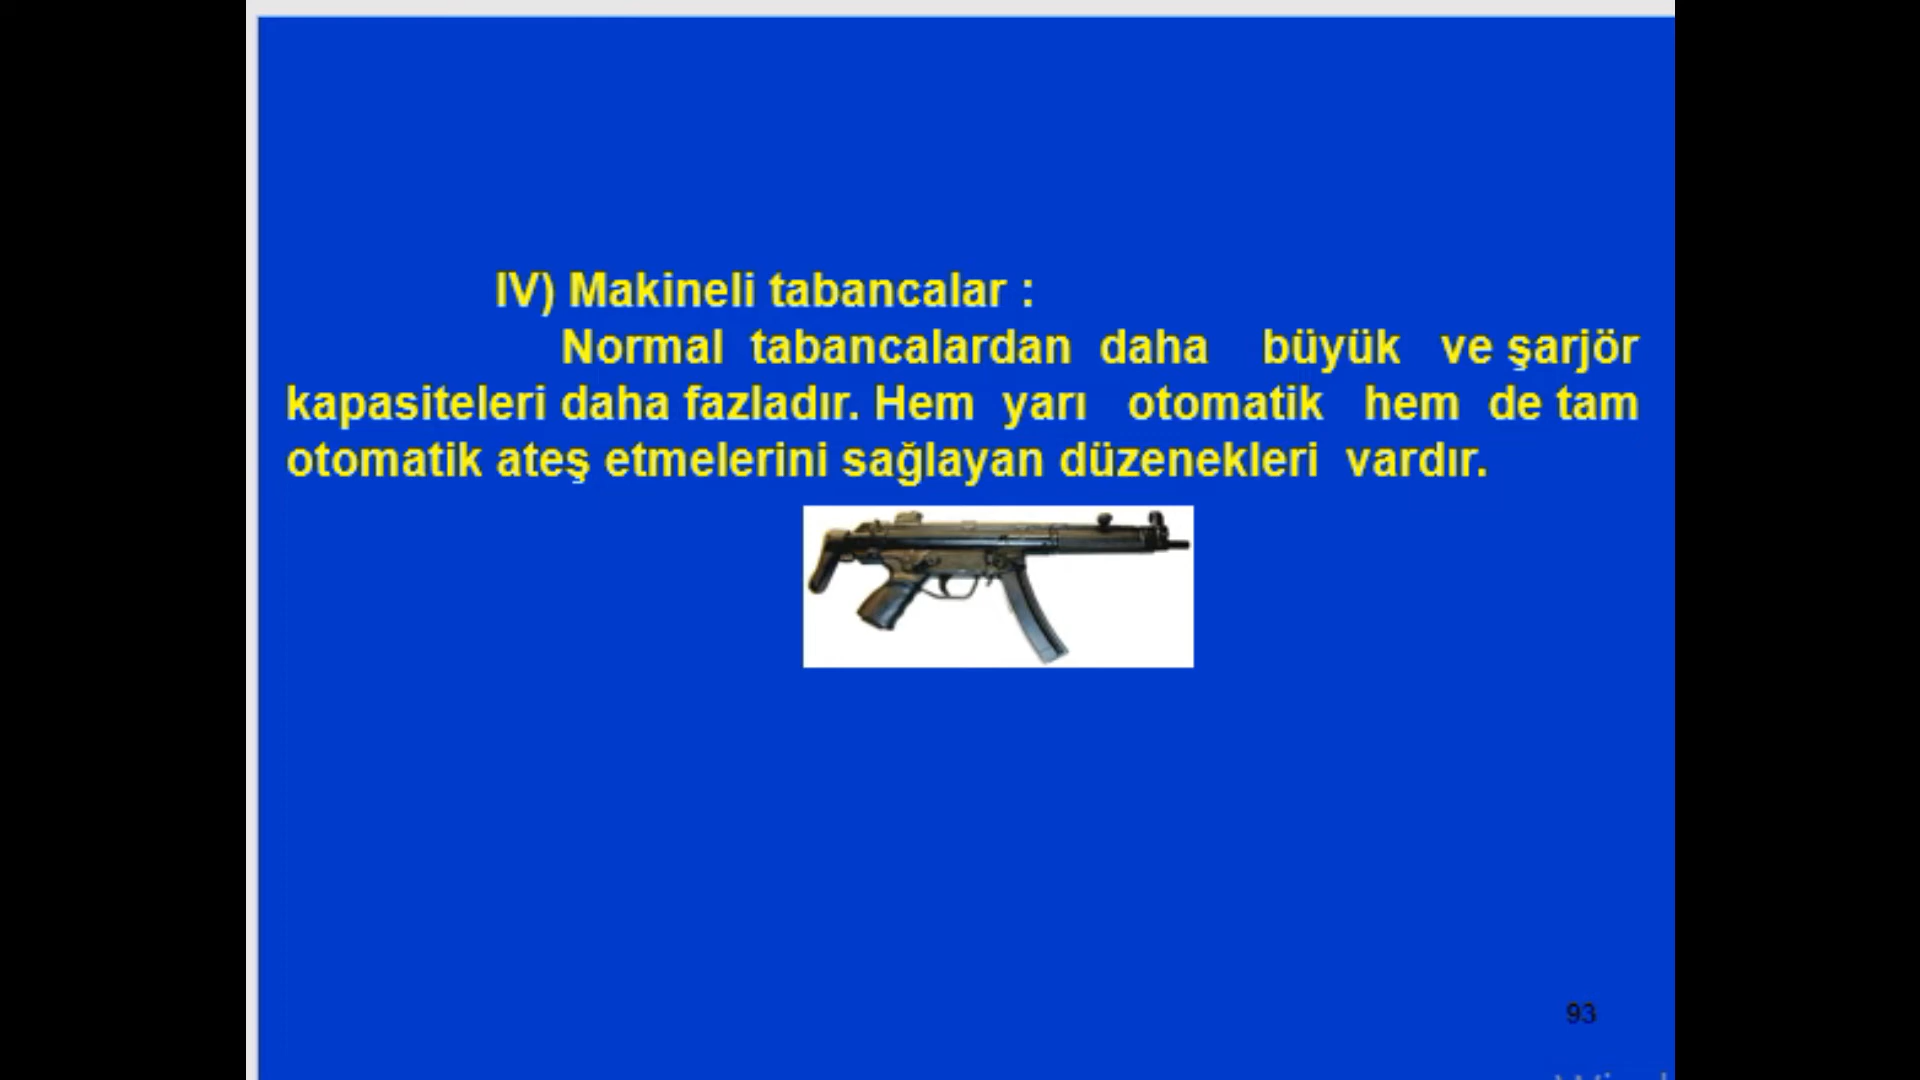 IV) Makineli tabancalar :
Normal tabancalardan daha büyük ve şarjör
kapasiteleri daha fazladır. Hem yarı otomatik hem de tam
otomatik ateş etmelerini sağlayan düzenekleri vardır.
93